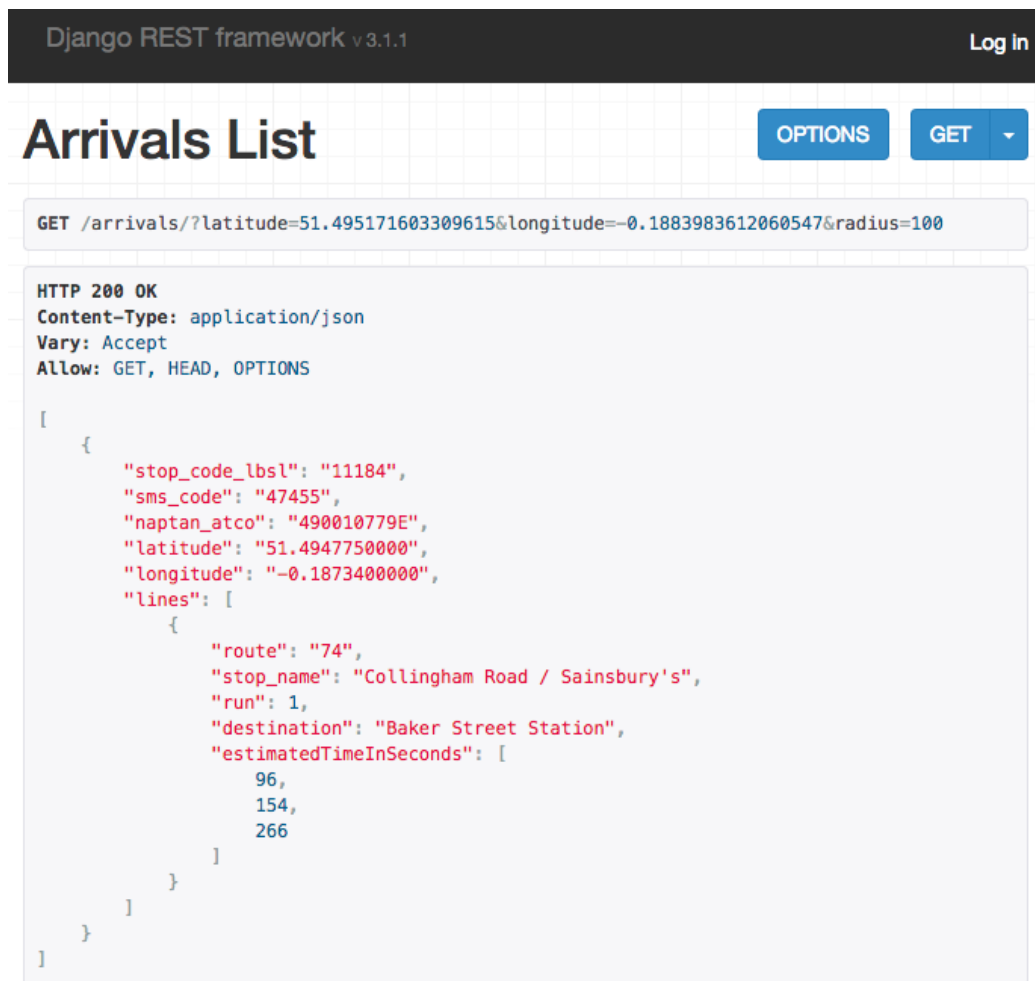 Django REST framework v 3.1.1
Log in
Arrivals List
OPTIONS
GET
GET /arrivals/?latitude=51.495171603309615&longitude=-0.1883983612060547&radius=100
HTTP 200 OK
Content-Type: application/json
Vary: Accept
Allow: GET, HEAD, OPTIONS
[
    {
        "stop_code_lbsl": "11184",
        "sms_code": "47455",
        "naptan_atco": "490010779E",
        "latitude": "51.4947750000",
        "longitude": "-0.1873400000",
        "lines": [
            {
                "route": "74",
                "stop_name": "Collingham Road / Sainsbury's",
                "run": 1,
                "destination": "Baker Street Station",
                "estimatedTimeInSeconds": [
                    96,
                    154,
                    266
                ]
            }
        ]
    }
]